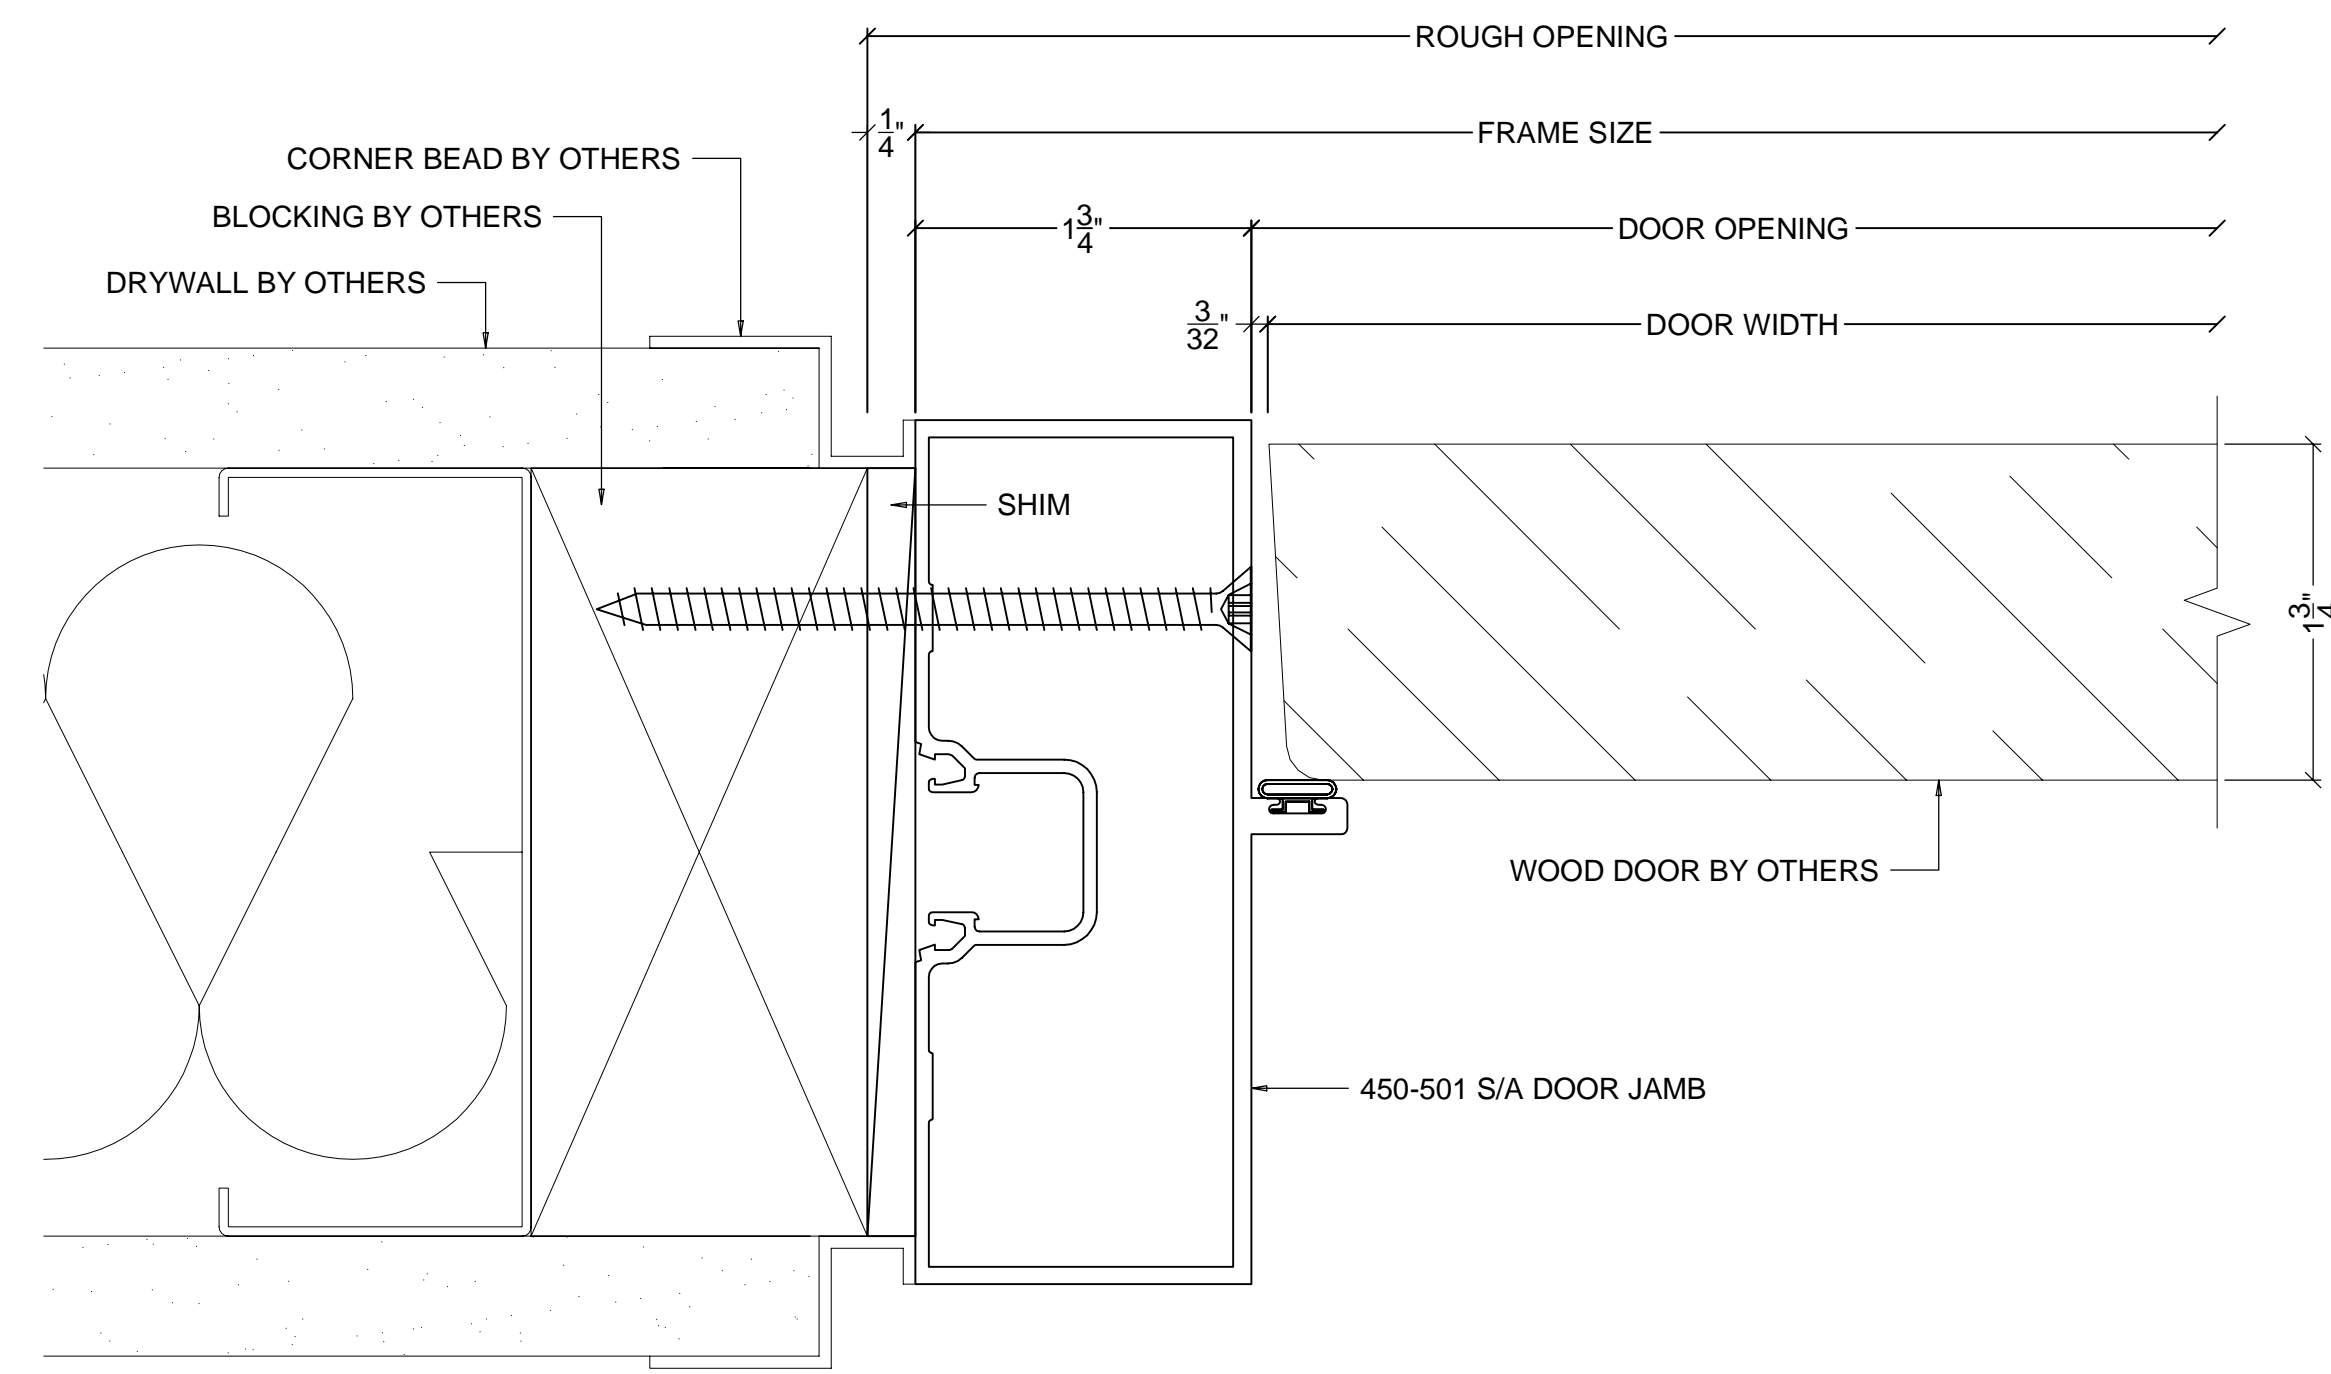 ROUGH OPENING
1/4"
FRAME SIZE
CORNER BEAD BY OTHERS
BLOCKING BY OTHERS
1 3/4"
DOOR OPENING
DRYWALL BY OTHERS
3/32"
DOOR WIDTH
SHIM
1 3/4"
WOOD DOOR BY OTHERS
450-501 S/A DOOR JAMB